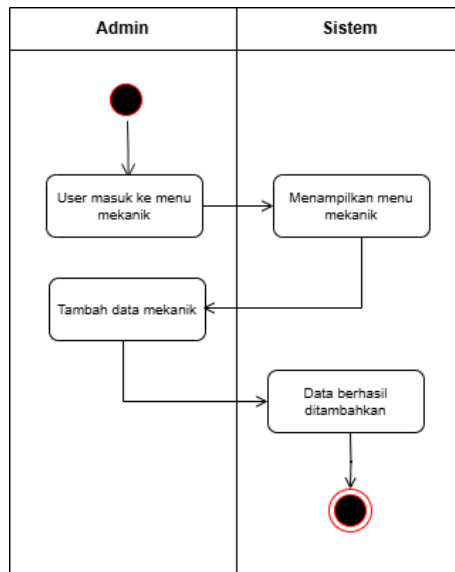 Admin
Sistem
User masuk ke menu
mekanik
Menampilkan menu
mekanik
Tambah data mekanik
Data berhasil
ditambahkan